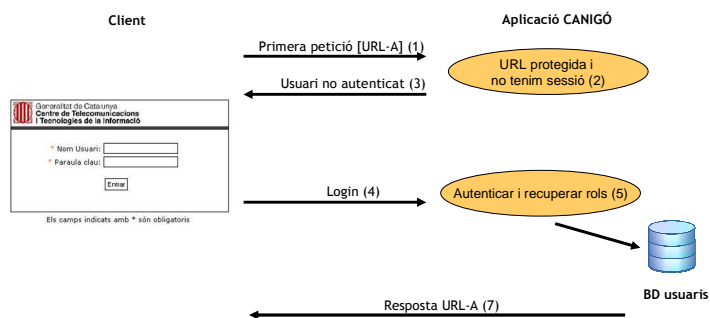 Client
Aplicació CANIGÓ
Primera petició [URL-A] (1)
URL protegida i
no tenim sessió (2)
Usuari no autenticat (3)
Generalitat de Catalunya
Centre de Telecomunicacions
i Tecnologies de la Informació
* Nom Usuari:
* Paraula clau:
Entrar
Login (4)
Autenticar i recuperar rols (5)
Els camps indicats amb * són obligatoris
BD usuaris
Resposta URL-A (7)